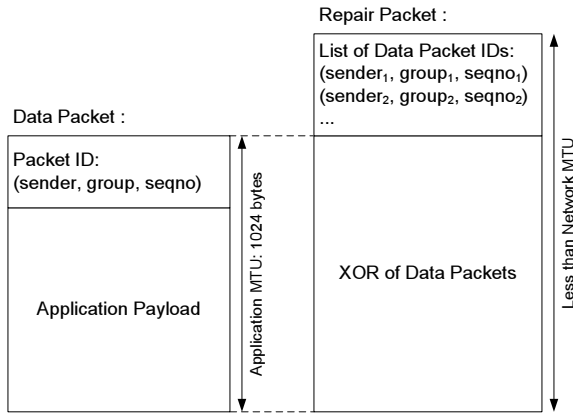 Repair Packet :
List of Data Packet IDs:
(sender₁, group₁, seqno₁)
(sender₂, group₂, seqno₂)
...
Data Packet :
Packet ID:
(sender, group, seqno)
Application Payload
Application MTU: 1024 bytes
XOR of Data Packets
Less than Network MTU